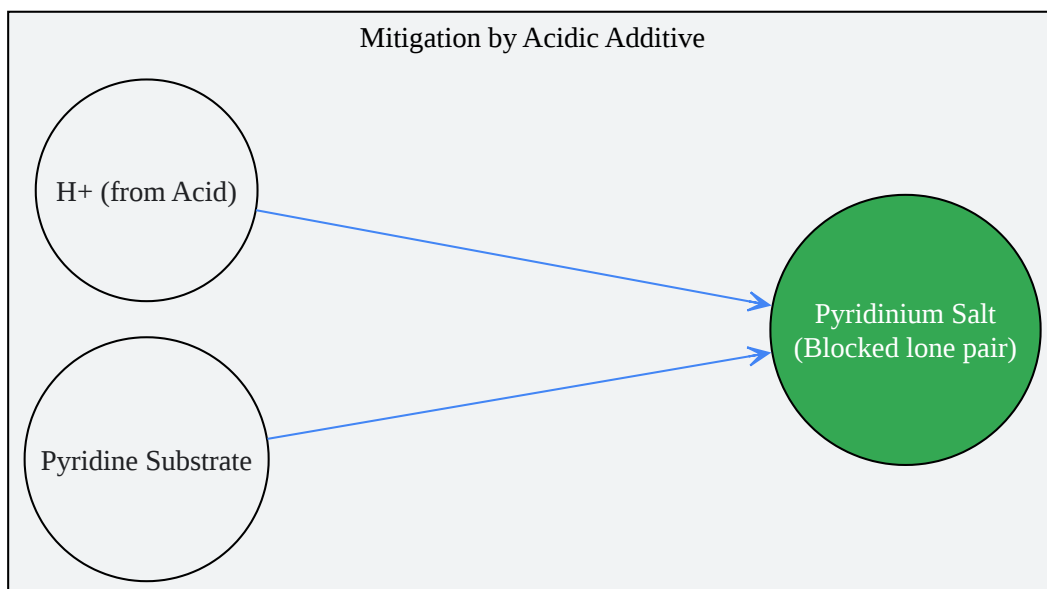 Mitigation by Acidic Additive
H+ (from Acid)
Pyridine Substrate
Pyridinium Salt
(Blocked lone pair)